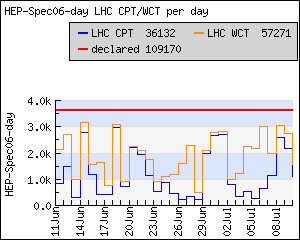 HEP-Spec06-day LHC CPT/WCT per day
LHC CPT 36132 LHC WCT 57271
declared 109170
HEP-Spec06-day
4.0k
3.0k
2.0k
1.0k
0.0
11Jun
14Jun
17Jun
20Jun
23Jun
26Jun
29Jun
02Jul
05Jul
08Jul